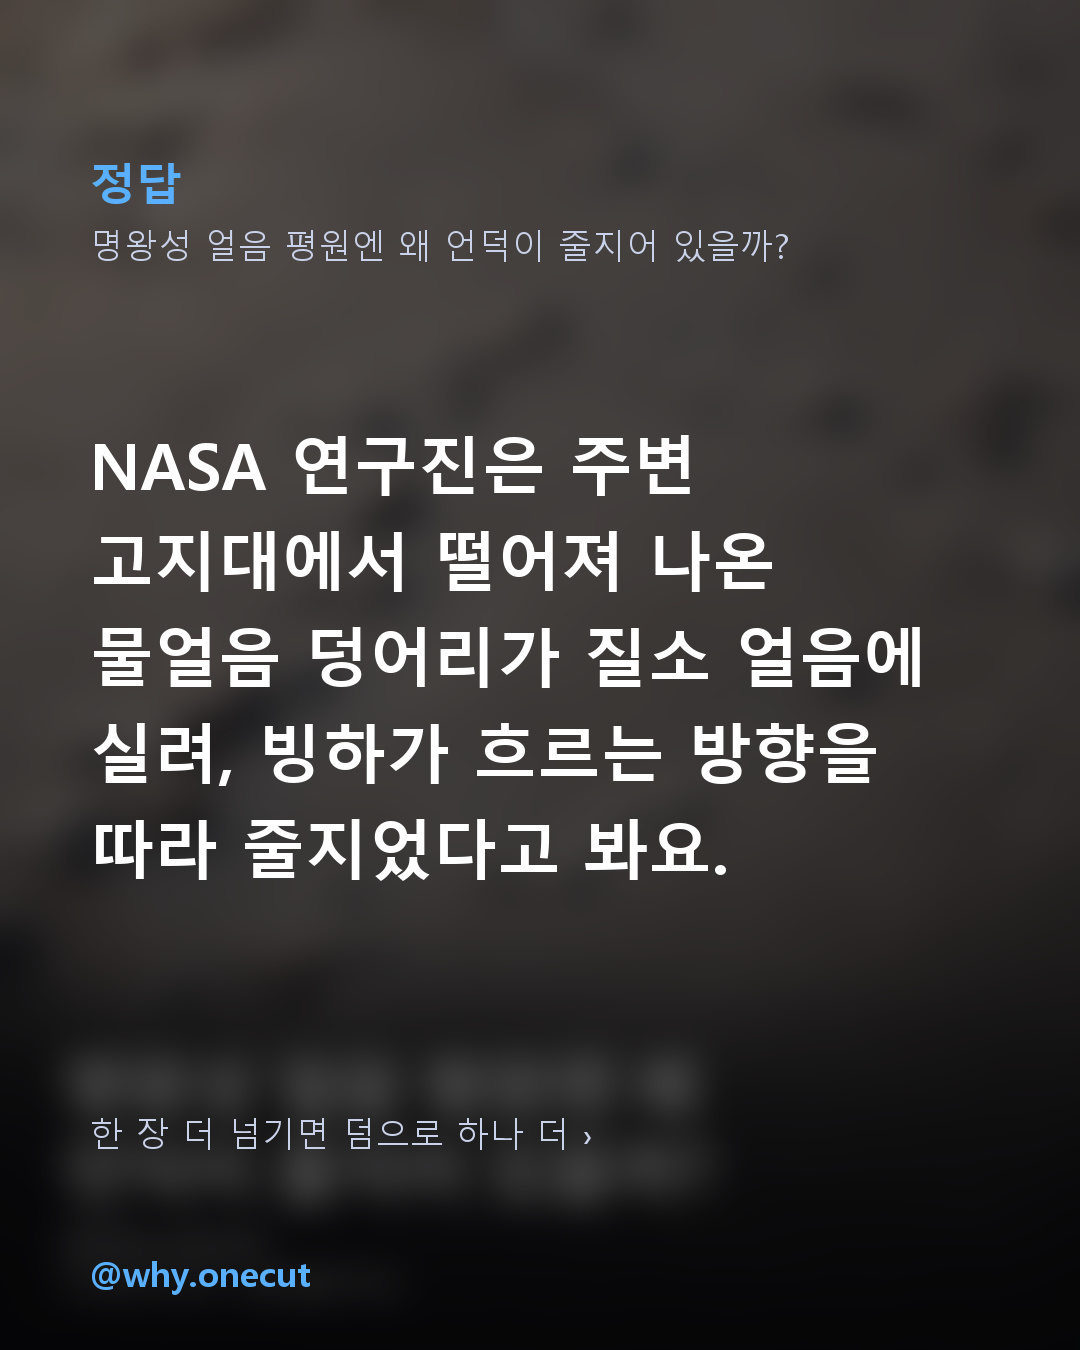 정답
명왕성 얼음 평원엔 왜 언덕이 줄지어 있을까?
NASA 연구진은 주변
고지대에서 떨어져 나온
물얼음 덩어리가 질소 얼음에
실려, 빙하가 흐르는 방향을
따라 줄지었다고 봐요.
한 장 더 넘기면 덤으로 하나 더 ›
@why.onecut